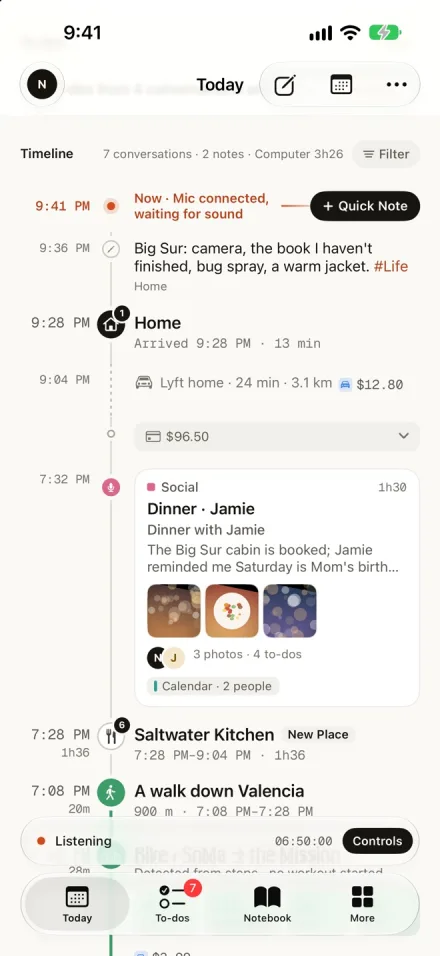 9:41
N
Today
Timeline
7 conversations · 2 notes · Computer 3h26
Filter
9:41 PM
Now · Mic connected,
waiting for sound
+ Quick Note
9:36 PM
Big Sur: camera, the book I haven't
finished, bug spray, a warm jacket. #Life
Home
9:28 PM
1
Home
Arrived 9:28 PM · 13 min
9:04 PM
Lyft home · 24 min · 3.1 km
$12.80
$96.50
7:32 PM
Social
1h30
Dinner · Jamie
Dinner with Jamie
The Big Sur cabin is booked; Jamie
reminded me Saturday is Mom's birth...
N
J
3 photos · 4 to-dos
Calendar · 2 people
7:28 PM
1h36
6
Saltwater Kitchen
New Place
7:28 PM–9:04 PM · 1h36
7:08 PM
20m
A walk down Valencia
900 m · 7:08 PM–7:28 PM
Listening
06:50:00
Controls
28m
Today
To-dos
7
Notebook
More